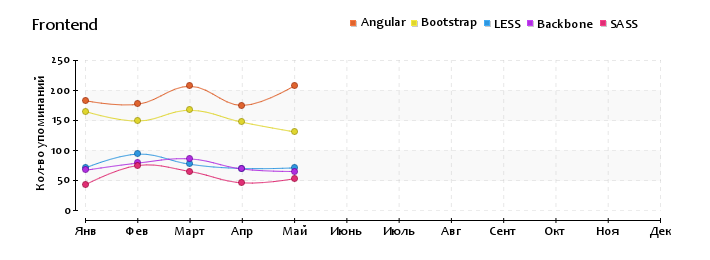 Frontend
Angular Bootstrap LESS Backbone SASS
Кол-во упоминаний
250
200
150
100
50
0
Янв Фев Март Апр Май Июнь Июль Авг Сент Окт Ноя Дек